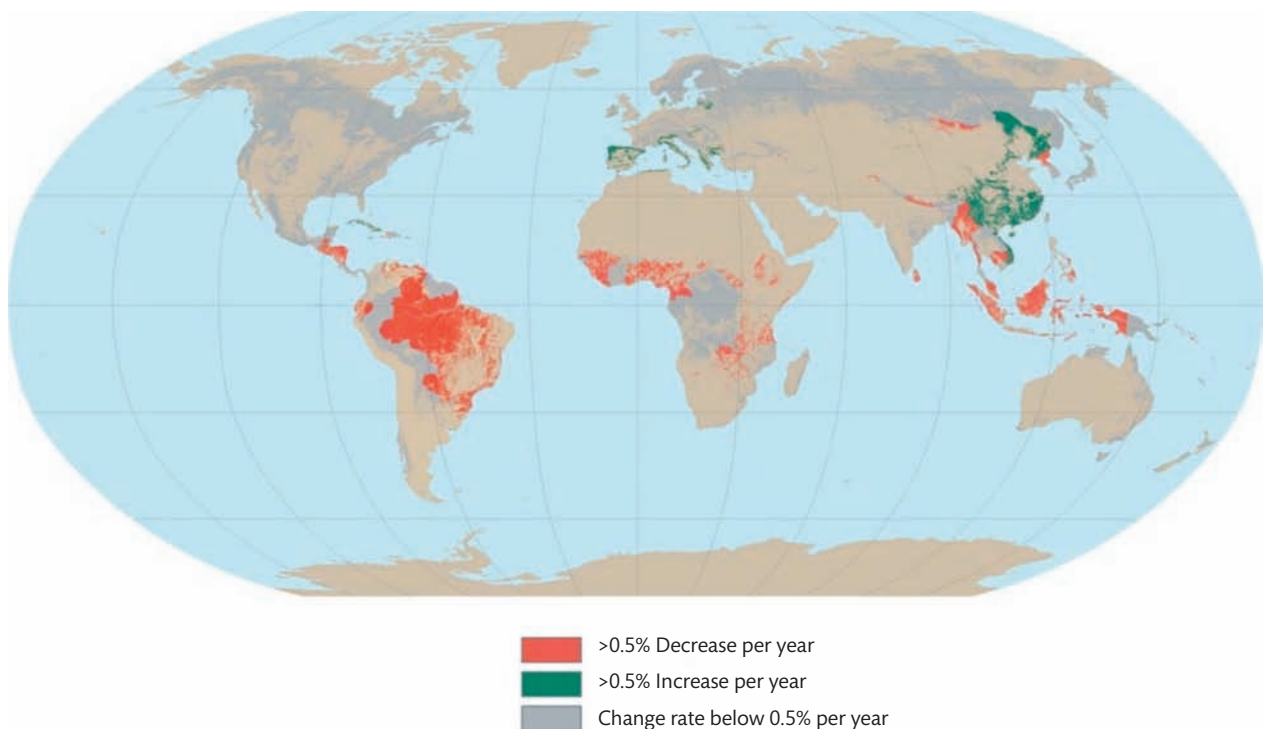 >0.5% Decrease per year
>0.5% Increase per year
Change rate below 0.5% per year